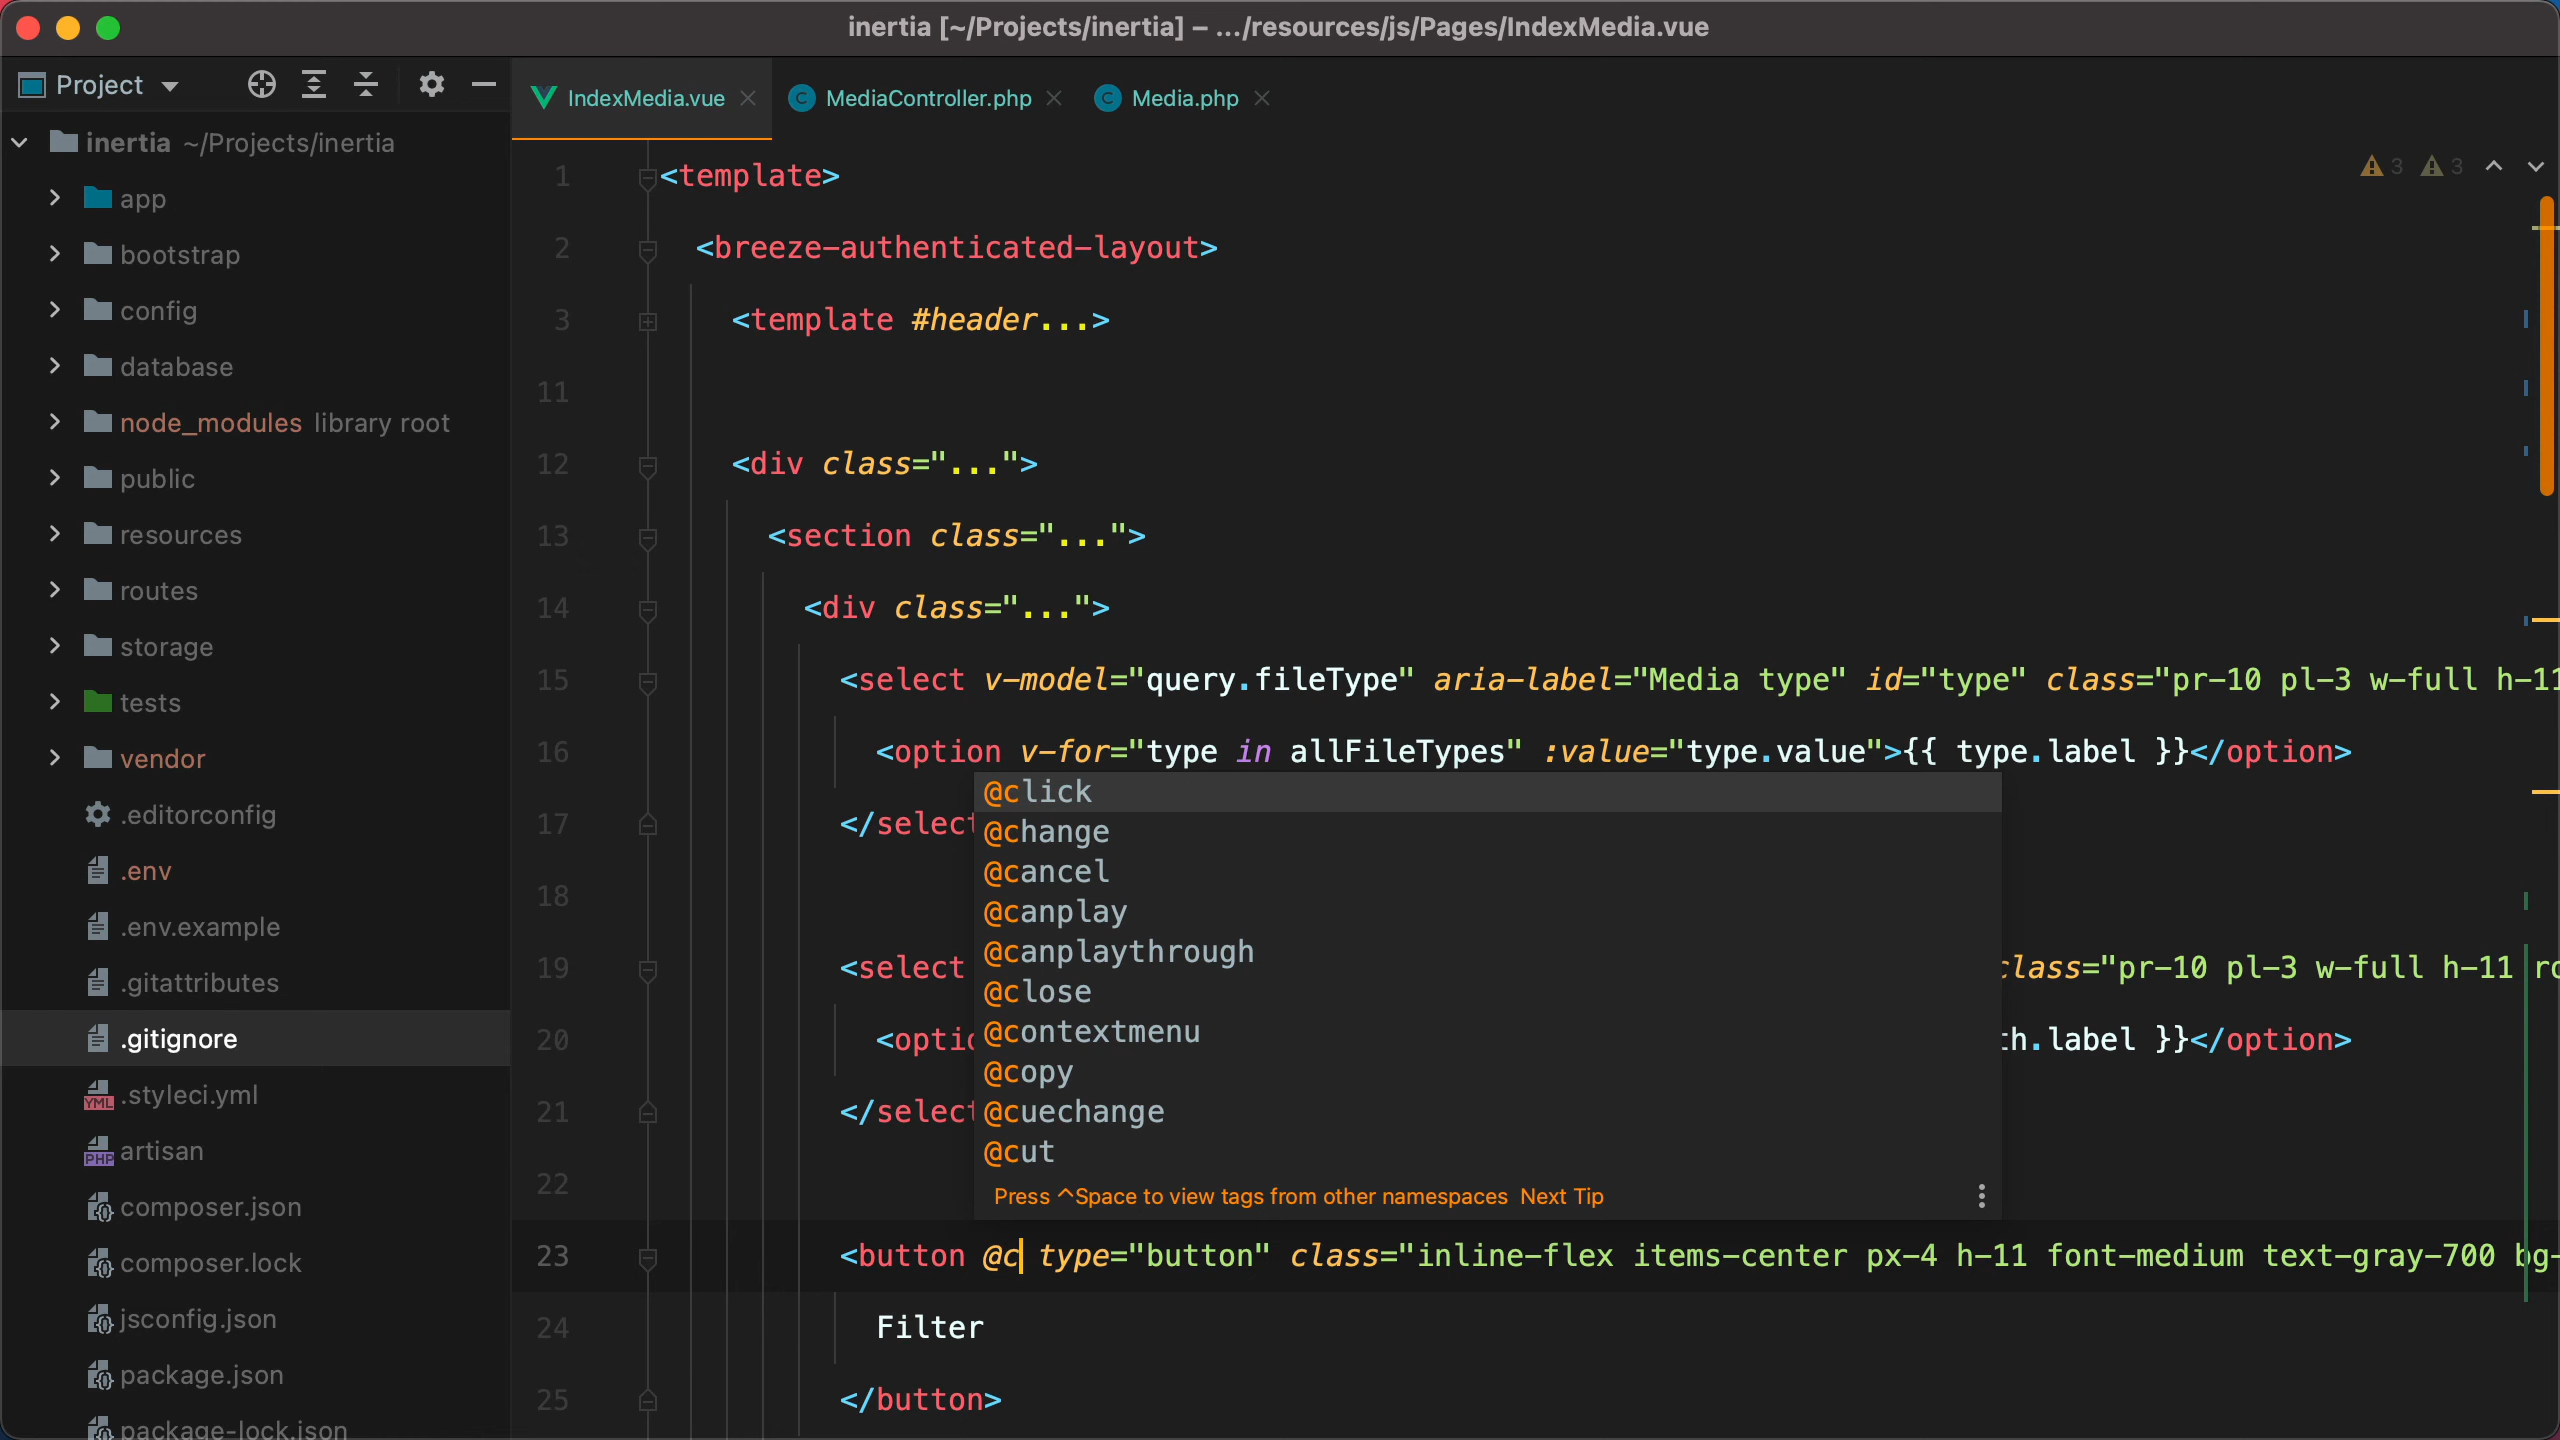 inertia [~/Projects/inertia] – .../resources/js/Pages/IndexMedia.vue
Project
IndexMedia.vue
MediaController.php
Media.php
inertia ~/Projects/inertia
app
bootstrap
config
database
node_modules library root
public
resources
routes
storage
tests
vendor
.editorconfig
.env
.env.example
.gitattributes
.gitignore
YML .styleci.yml
PHP artisan
composer.json
composer.lock
jsconfig.json
package.json
package-lock.json
3 3
1 <template>
2 <breeze-authenticated-layout>
3 <template #header...>
11
12 <div class="...">
13 <section class="...">
14 <div class="...">
15 <select v-model="query.fileType" aria-label="Media type" id="type" class="pr-10 pl-3 w-full h-11
16 <option v-for="type in allFileTypes" :value="type.value">{{ type.label }}</option>
17 </select
18
19 <select class="pr-10 pl-3 w-full h-11 ro
20 <optio th.label }}</option>
21 </select
22
@click
@change
@cancel
@canplay
@canplaythrough
@close
@contextmenu
@copy
@cuechange
@cut
Press ^Space to view tags from other namespaces Next Tip
23 <button @c type="button" class="inline-flex items-center px-4 h-11 font-medium text-gray-700 bg-
24 Filter
25 </button>